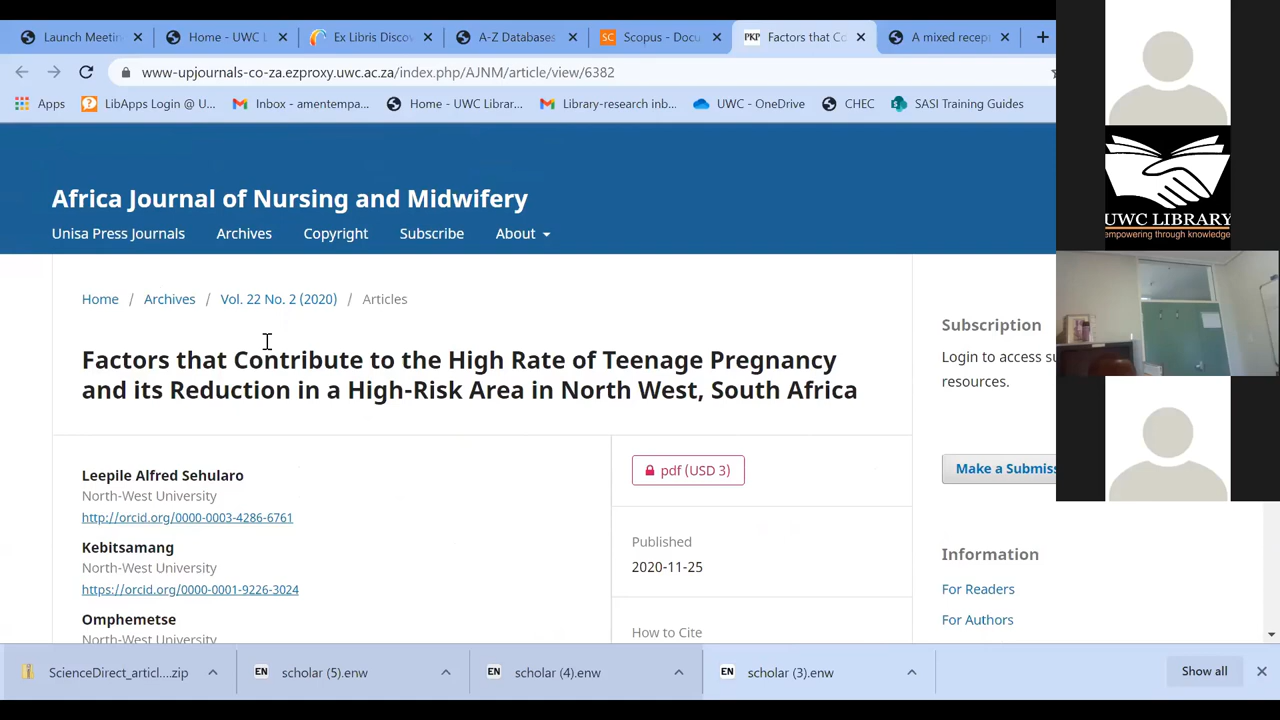 Launch Meetin
Home - UWC L
Ex Libris Disco
A-Z Databases
SC Scopus - Docu
PKP Factors that Co
A mixed recep
www-upjournals-co-za.ezproxy.uwc.ac.za/index.php/AJNM/article/view/6382
Apps
LibApps Login @ U...
Inbox - amentempa...
Home - UWC Librar...
Library-research inb...
UWC - OneDrive
CHEC
SASI Training Guides
Africa Journal of Nursing and Midwifery
Unisa Press Journals Archives Copyright Subscribe About
Home / Archives / Vol. 22 No. 2 (2020) / Articles
Factors that Contribute to the High Rate of Teenage Pregnancy
and its Reduction in a High-Risk Area in North West, South Africa
Leepile Alfred Sehularo
North-West University
http://orcid.org/0000-0003-4286-6761
Kebitsamang
North-West University
https://orcid.org/0000-0001-9226-3024
Omphemetse
North-West University
pdf (USD 3)
Published
2020-11-25
How to Cite
Subscription
Login to access su
resources.
Make a Submiss
Information
For Readers
For Authors
UWC LIBRARY
empowering through knowledge
ScienceDirect_articl....zip
EN scholar (5).enw
EN scholar (4).enw
EN scholar (3).enw
Show all